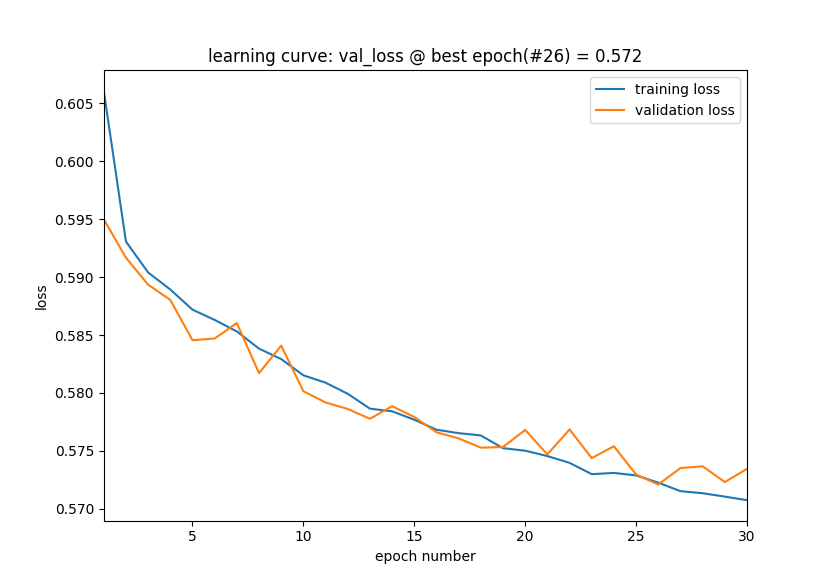 learning curve: val_loss @ best epoch(#26) = 0.572
training loss
validation loss
0.605
0.600
0.595
0.590
0.585
0.580
0.575
0.570
loss
5
10
15
20
25
30
epoch number